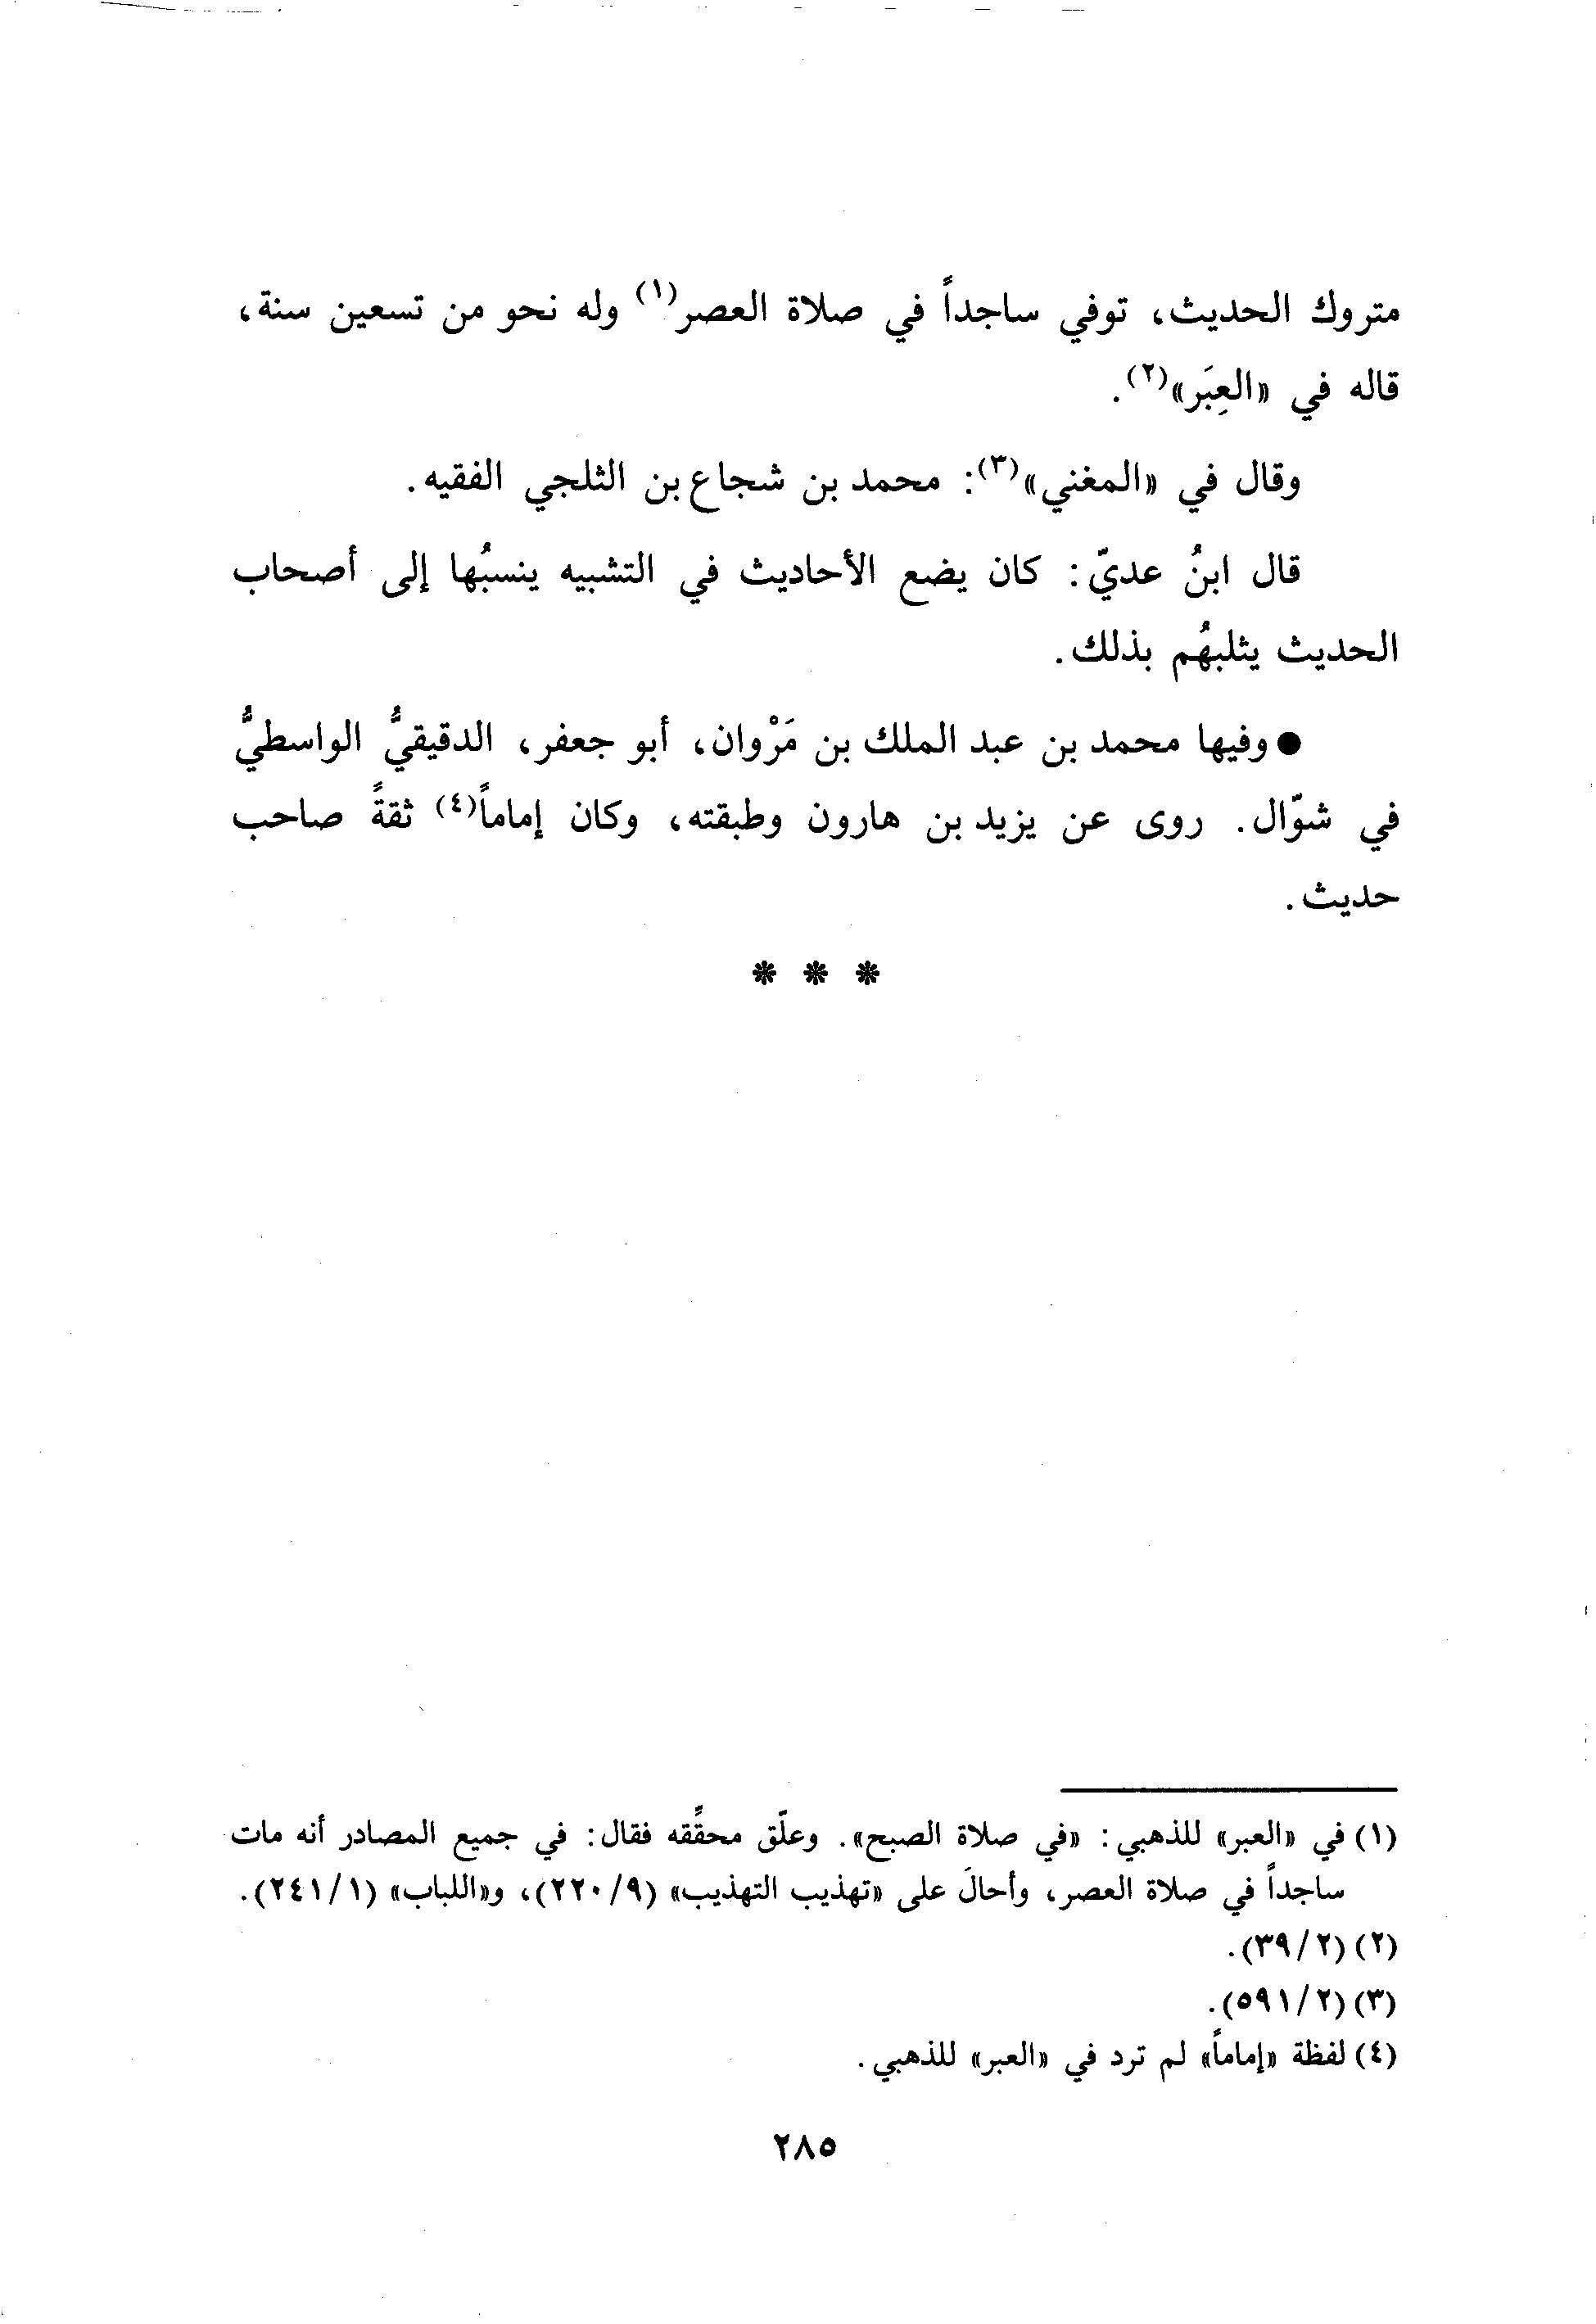 متروك الحديث، توفي ساجداً في صلاة العصر(١) وله نحو من تسعين سنة،
قاله في «العِبَر»(٢).
وقال في «المغني»(٣): محمد بن شجاع بن الثلجي الفقيه.
قال ابنُ عديّ: كان يضع الأحاديث في التشبيه ينسبُها إلى أصحاب
الحديث يثلبهُم بذلك.
● وفيها محمد بن عبد الملك بن مَرْوان، أبو جعفر، الدقيقيُّ الواسطيُّ
في شوّال. روى عن يزيد بن هارون وطبقته، وكان إماماً(٤) ثقةً صاحب
حديث.
* * *
(١) في «العبر» للذهبي: «في صلاة الصبح». وعلّق محقّقه فقال: في جميع المصادر أنه مات
ساجداً في صلاة العصر، وأحالَ على «تهذيب التهذيب» (٩/٢٢٠)، و«اللباب» (١/٢٤١).
(٢) (٢/٣٩).
(٣) (٢/٥٩١).
(٤) لفظة «إماماً» لم ترد في «العبر» للذهبي.
٢٨٥